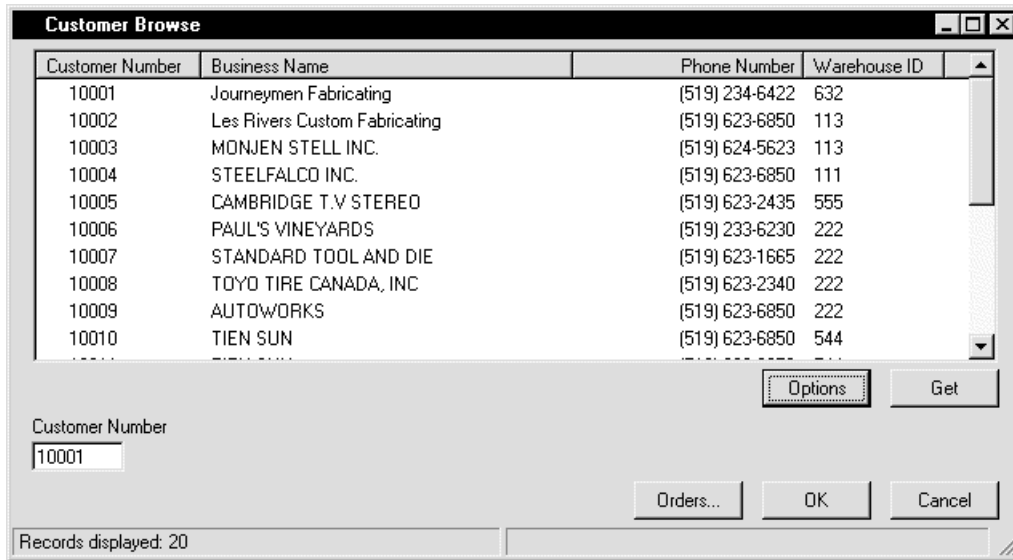 Customer Browse
Customer Number Business Name Phone Number Warehouse ID
10001 Journeymen Fabricating (519) 234-6422 632
10002 Les Rivers Custom Fabricating (519) 623-6850 113
10003 MONJEN STELL INC. (519) 624-5623 113
10004 STEELFALCO INC. (519) 623-6850 111
10005 CAMBRIDGE T.V STEREO (519) 623-2435 555
10006 PAUL'S VINEYARDS (519) 233-6230 222
10007 STANDARD TOOL AND DIE (519) 623-1665 222
10008 TOYO TIRE CANADA, INC (519) 623-2340 222
10009 AUTOWORKS (519) 623-6850 222
10010 TIEN SUN (519) 623-6850 544
Options Get
Customer Number
10001
Orders... OK Cancel
Records displayed: 20